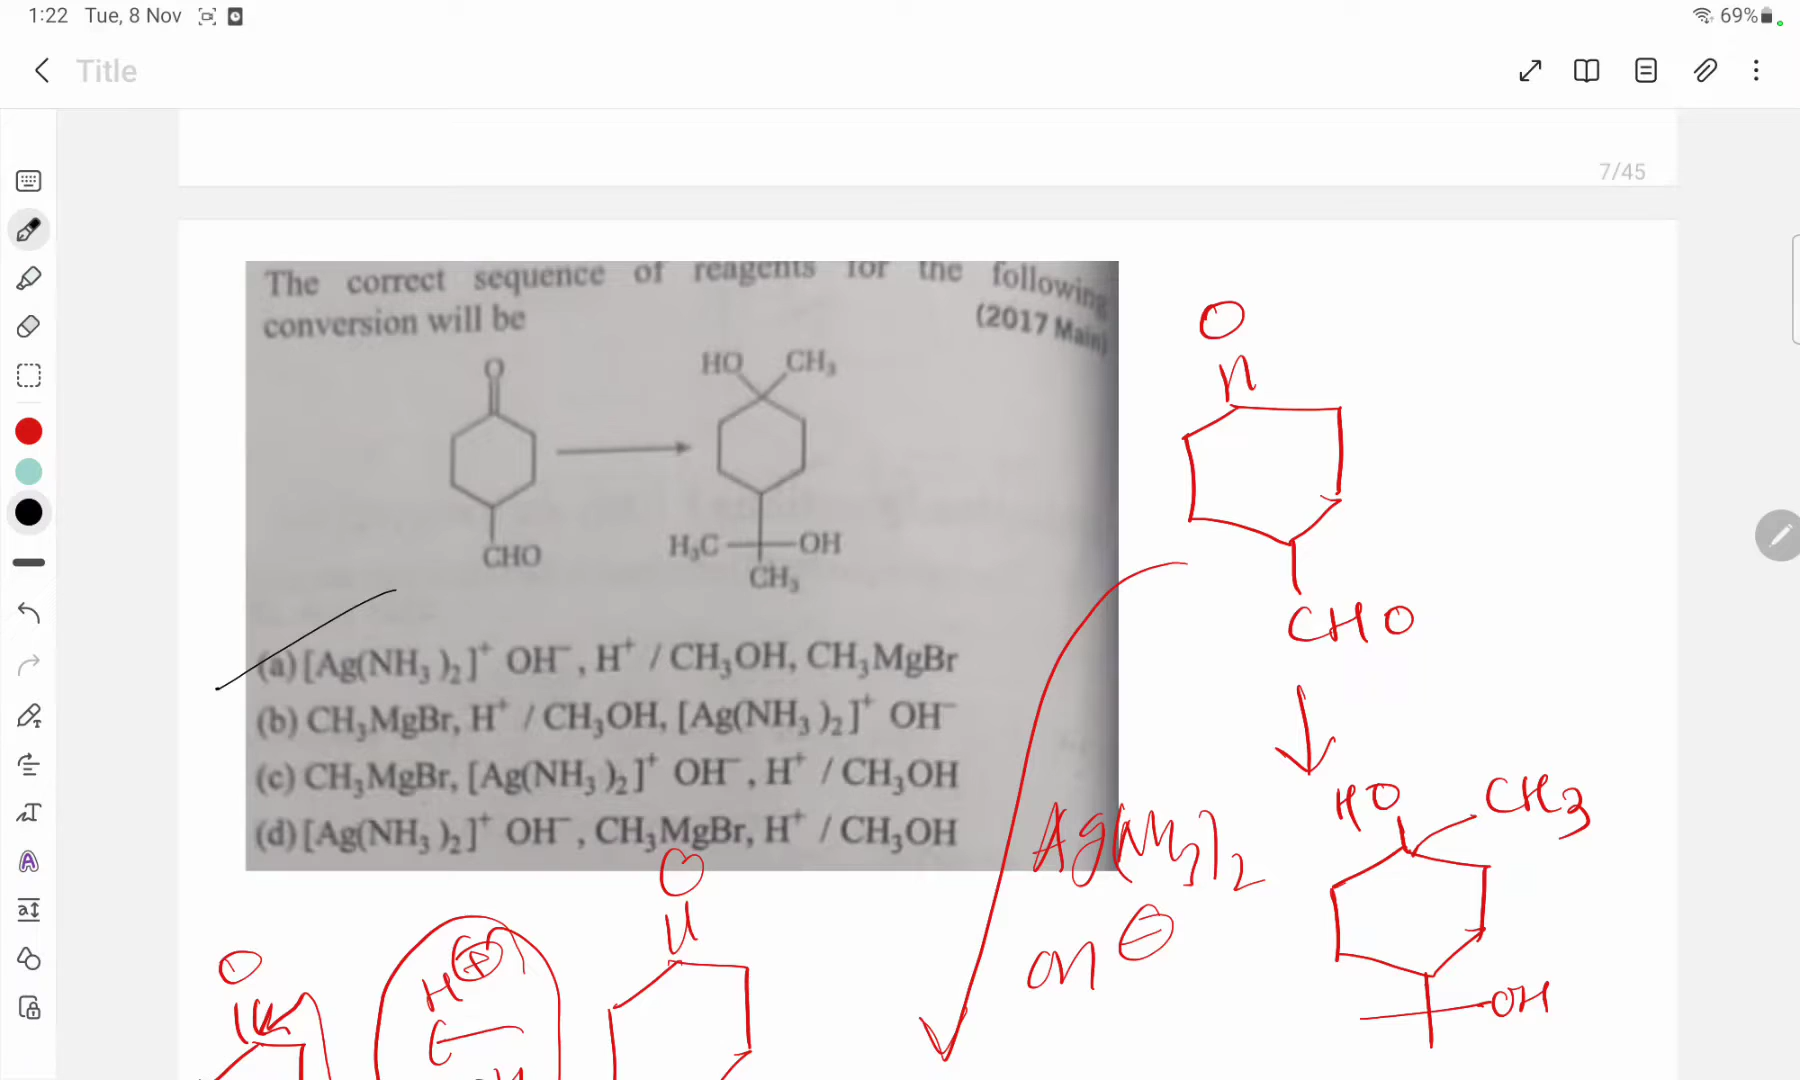 1:22 Tue, 8 Nov
69%
Title
7/45
The correct sequence of reagents for the following
conversion will be
(2017 Main)
O
CHO
HO CH₃
H₃C OH
CH₃
(a) [Ag(NH₃)₂]⁺ OH⁻, H⁺ / CH₃OH, CH₃MgBr
(b) CH₃MgBr, H⁺ / CH₃OH, [Ag(NH₃)₂]⁺ OH⁻
(c) CH₃MgBr, [Ag(NH₃)₂]⁺ OH⁻, H⁺ / CH₃OH
(d) [Ag(NH₃)₂]⁺ OH⁻, CH₃MgBr, H⁺ / CH₃OH
O
CHO
HO CH3
OH
Ag(NH3)2
OH ⊖
O
H ⊕
O